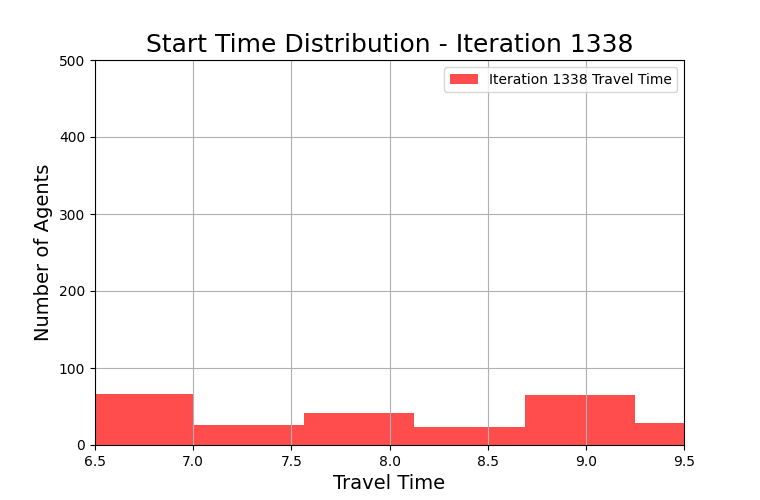 Start Time Distribution - Iteration 1338
Iteration 1338 Travel Time
Number of Agents
500
400
300
200
100
0
6.5 7.0 7.5 8.0 8.5 9.0 9.5
Travel Time